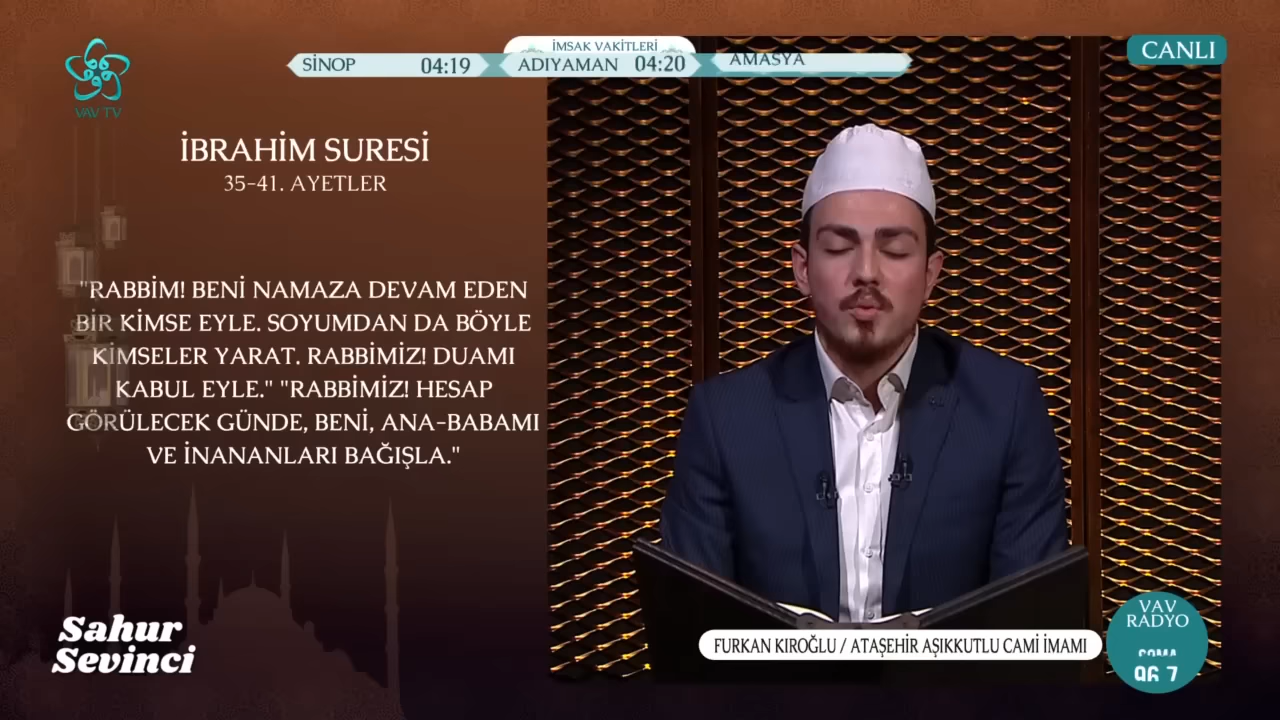 İMSAK VAKİTLERİ
SİNOP 04:19 ADIYAMAN 04:20 AMASYA
CANLI
VAV TV
İBRAHİM SURESİ
35-41. AYETLER
"RABBİM! BENİ NAMAZA DEVAM EDEN
BİR KİMSE EYLE. SOYUMDAN DA BÖYLE
KİMSELER YARAT. RABBİMİZ! DUAMI
KABUL EYLE." "RABBİMİZ! HESAP
GÖRÜLECEK GÜNDE, BENİ, ANA-BABAMI
VE İNANANLARI BAĞIŞLA."
Sahur
Sevinci
FURKAN KIROĞLU / ATAŞEHİR AŞIKKUTLU CAMİ İMAMI
VAV
RADYO
96.7